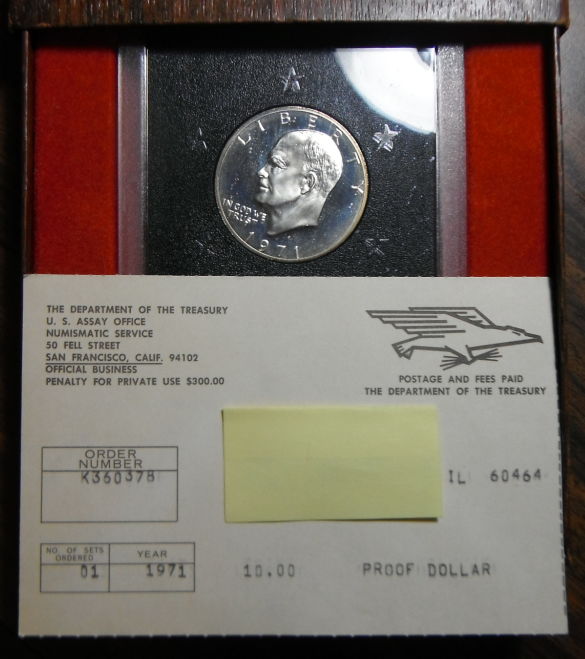 LIBERTY
IN GOD WE
TRUST
1971
THE DEPARTMENT OF THE TREASURY
U. S. ASSAY OFFICE
NUMISMATIC SERVICE
50 FELL STREET
SAN FRANCISCO, CALIF. 94102
OFFICIAL BUSINESS
PENALTY FOR PRIVATE USE $300.00
POSTAGE AND FEES PAID
THE DEPARTMENT OF THE TREASURY
ORDER
NUMBER
K360378
IL 60464
NO. OF SETS
ORDERED
01
YEAR
1971
10.00 PROOF DOLLAR